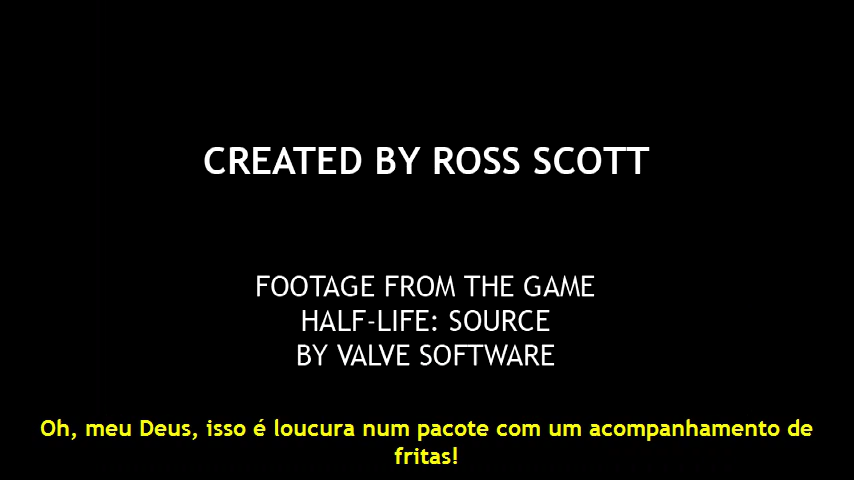 CREATED BY ROSS SCOTT
FOOTAGE FROM THE GAME
HALF-LIFE: SOURCE
BY VALVE SOFTWARE
Oh, meu Deus, isso é loucura num pacote com um acompanhamento de
fritas!